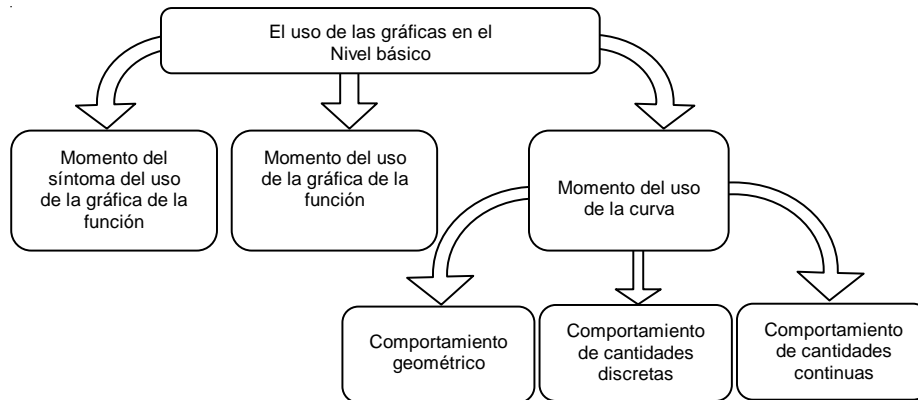 El uso de las gráficas en el
Nivel básico
Momento del
síntoma del uso
de la gráfica de la
función
Momento del uso
de la gráfica de la
función
Momento del uso
de la curva
Comportamiento
geométrico
Comportamiento
de cantidades
discretas
Comportamiento
de cantidades
continuas